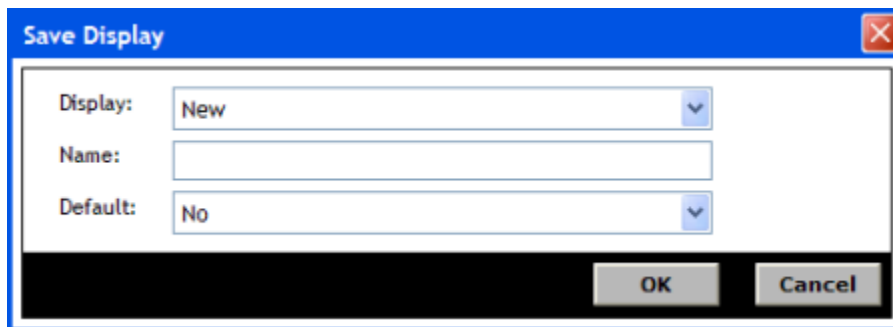 Save Display
Display: New
Name:
Default: No
OK Cancel